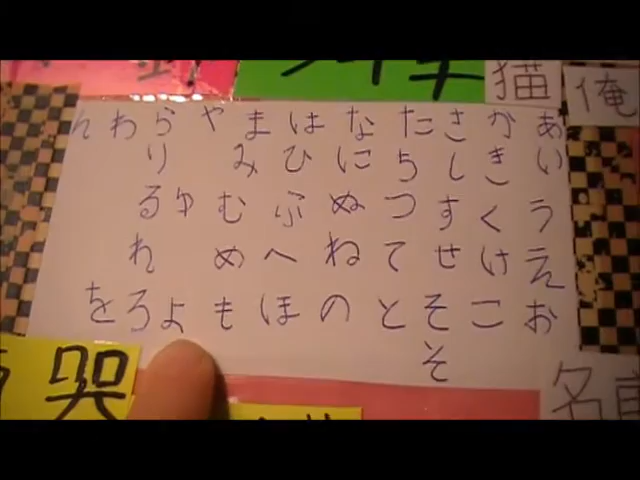 猫
俺
あいうえお
かきくけこ
さしすせそそ
たちつてと
なにぬねの
はひふへほ
まみむめも
やゆよ
らりるれろ
わを
ん
哭
名